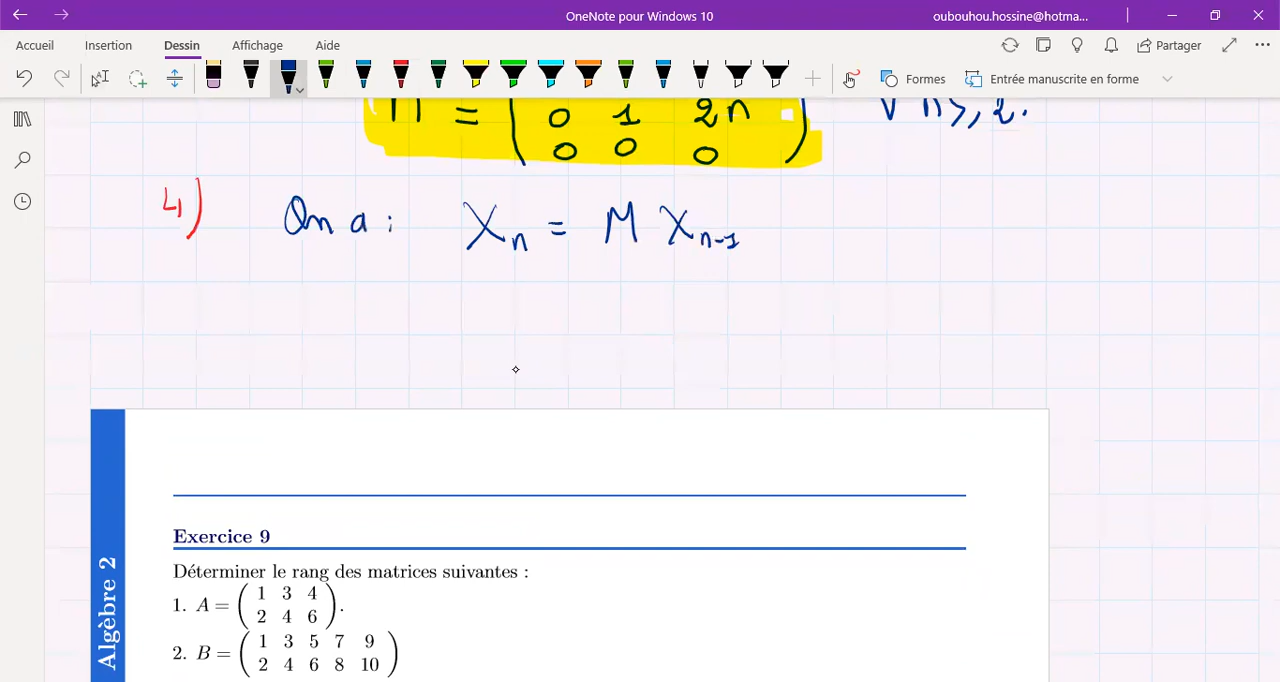 OneNote pour Windows 10
oubouhou.hossine@hotma...
Accueil Insertion Dessin Affichage Aide
Partager
Formes
Entrée manuscrite en forme
= ( 0 1 2n )
0 0 0
∀ n ≥ 2.
4) On a : Xn = M Xn-1
Algèbre 2
Exercice 9
Déterminer le rang des matrices suivantes :
1. A = ( 1 3 4
2 4 6 ).
2. B = ( 1 3 5 7 9
2 4 6 8 10 )